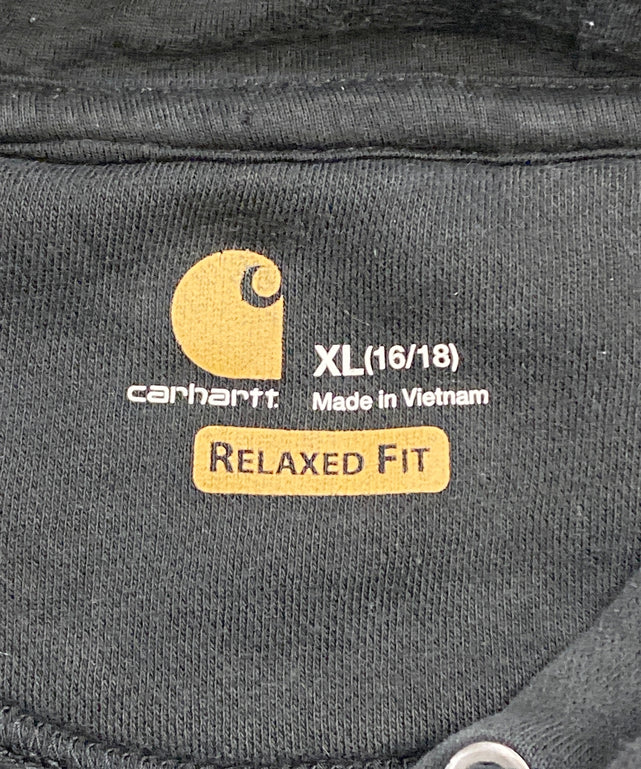 XL(16/18)
carhartt.
Made in Vietnam
RELAXED FIT